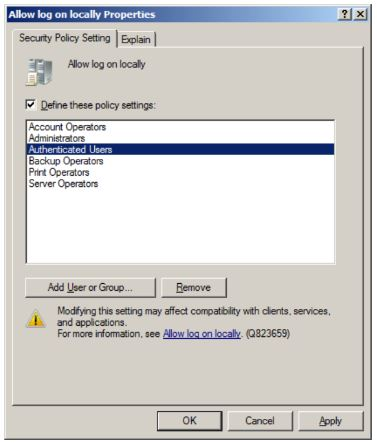 Allow log on locally Properties
Security Policy Setting
Explain
Allow log on locally
Define these policy settings:
Account Operators
Administrators
Authenticated Users
Backup Operators
Print Operators
Server Operators
Add User or Group...
Remove
Modifying this setting may affect compatibility with clients, services,
and applications.
For more information, see Allow log on locally. (Q823659)
OK
Cancel
Apply